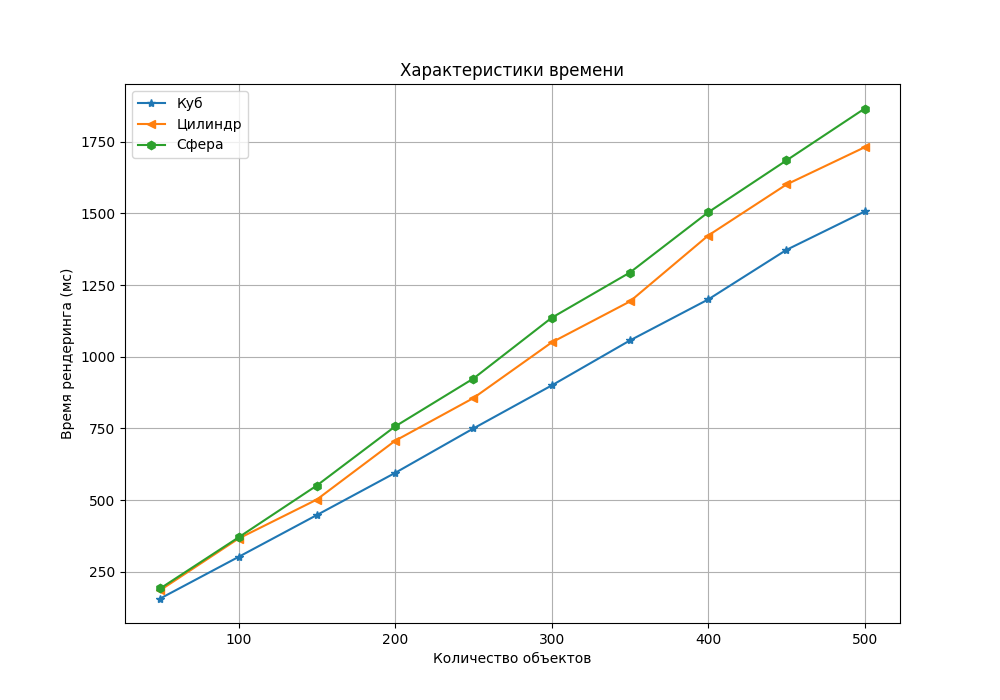 Характеристики времени
Куб
Цилиндр
Сфера
1750
1500
1250
1000
750
500
250
Время рендеринга (мс)
100
200
300
400
500
Количество объектов